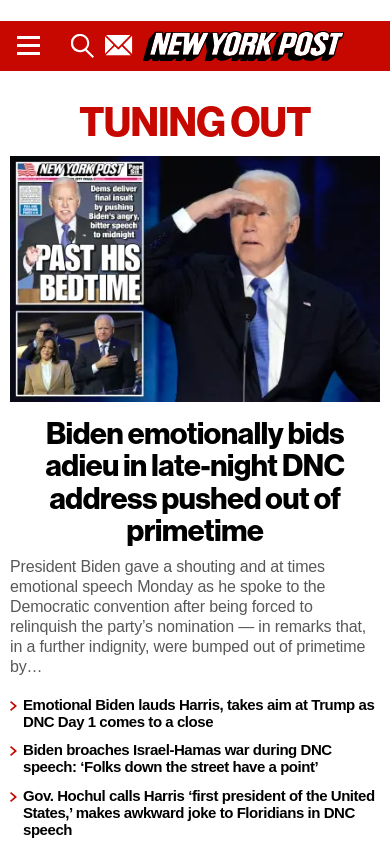 NEW YORK POST
TUNING OUT
NEW YORK POST
Dems deliver
final insult
by pushing
Biden's angry,
bitter speech
to midnight
PAST HIS
BEDTIME
Biden emotionally bids
adieu in late-night DNC
address pushed out of
primetime
President Biden gave a shouting and at times
emotional speech Monday as he spoke to the
Democratic convention after being forced to
relinquish the party’s nomination — in remarks that,
in a further indignity, were bumped out of primetime
by…
Emotional Biden lauds Harris, takes aim at Trump as
DNC Day 1 comes to a close
Biden broaches Israel-Hamas war during DNC
speech: ‘Folks down the street have a point’
Gov. Hochul calls Harris ‘first president of the United
States,’ makes awkward joke to Floridians in DNC
speech